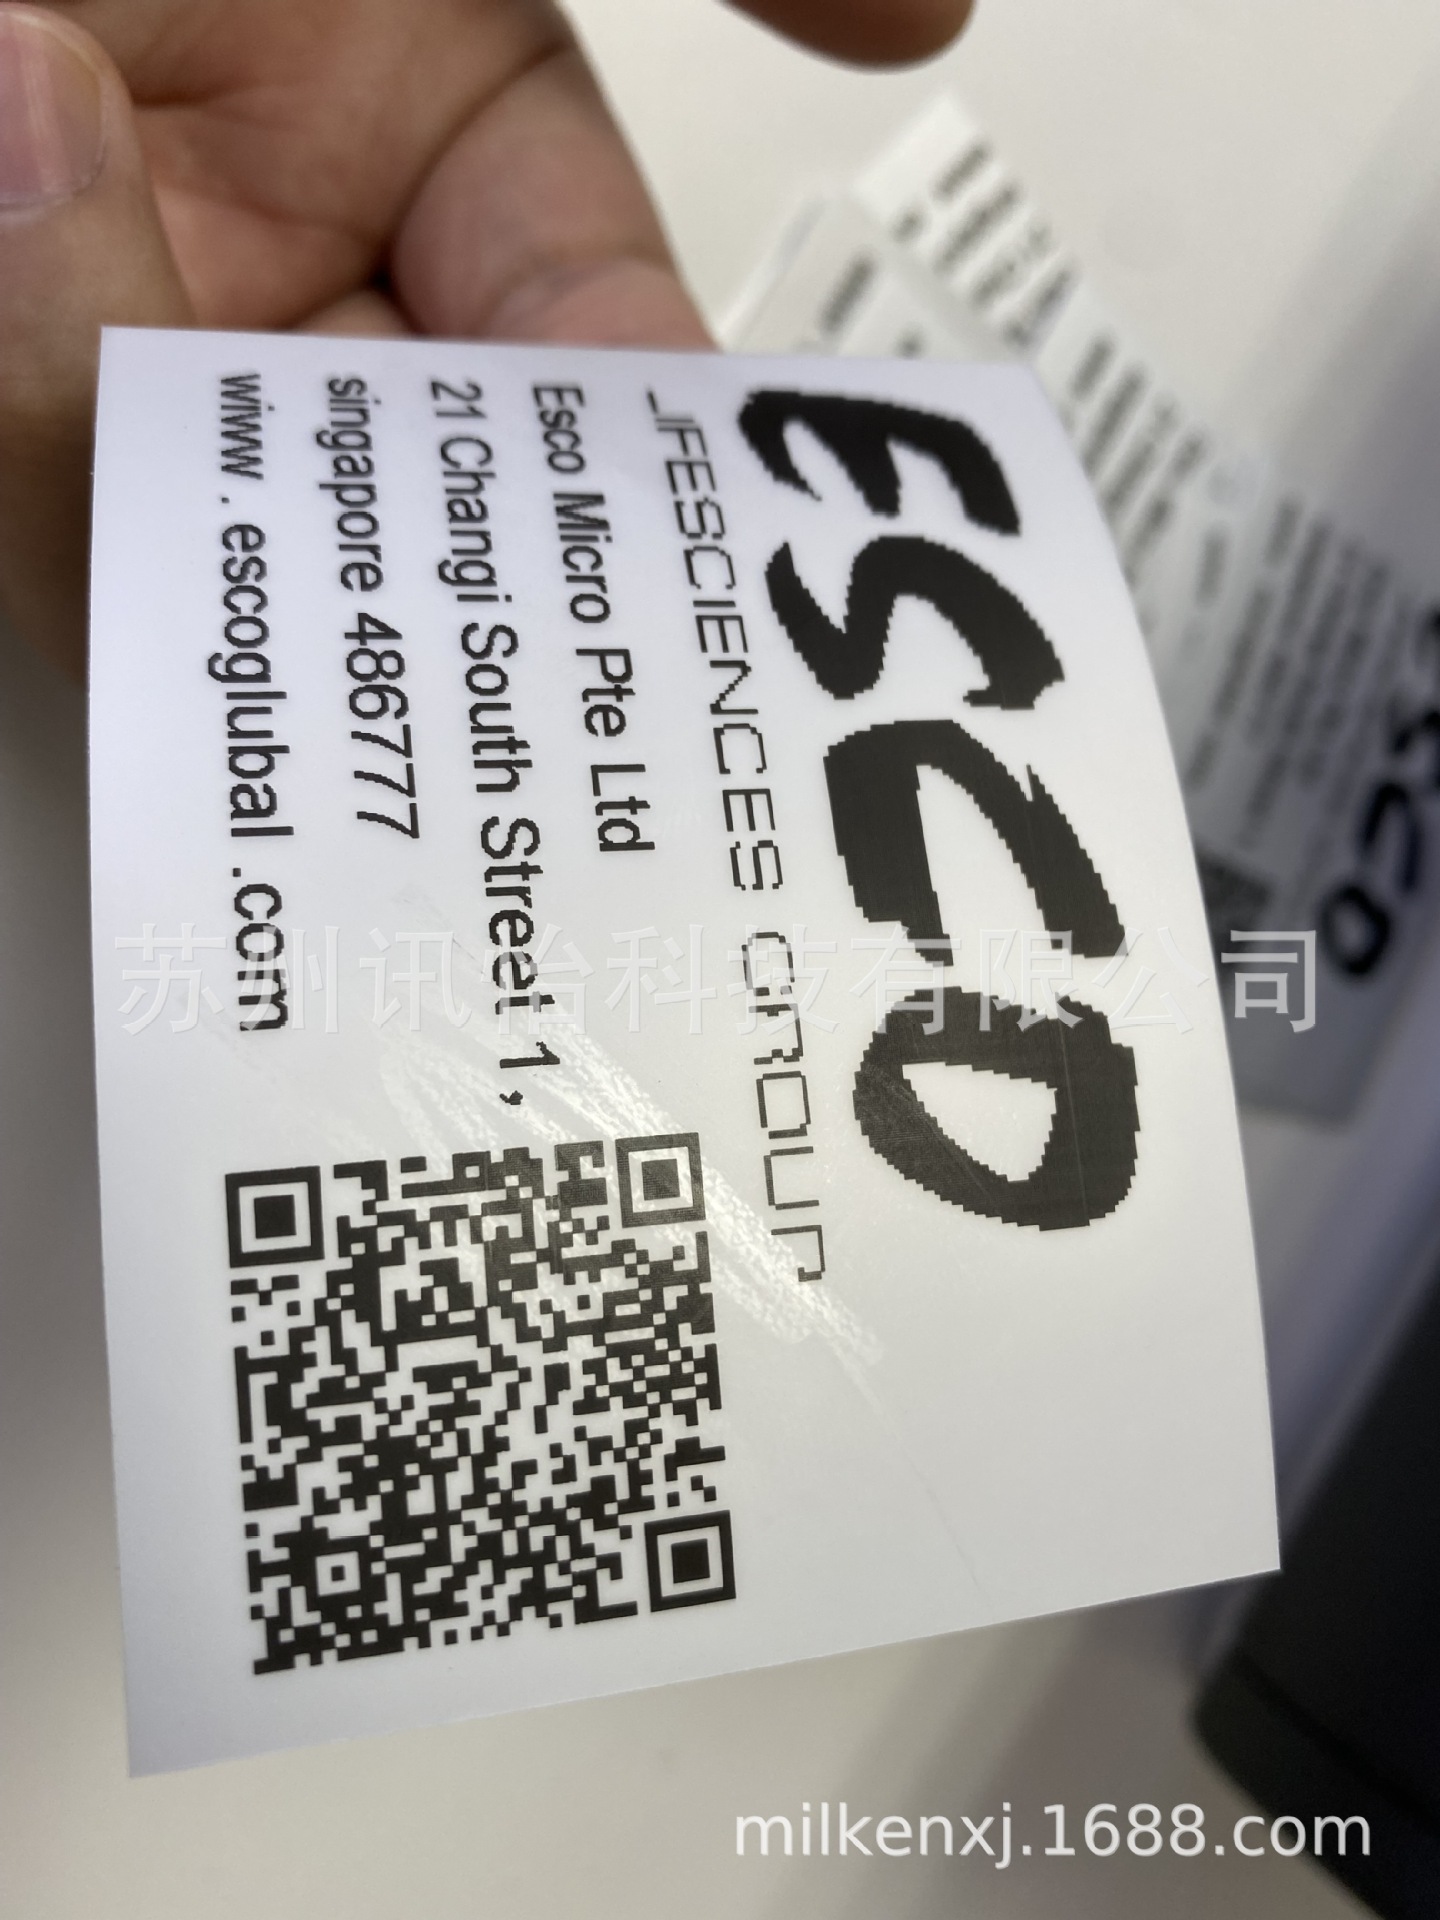 ESCO
LIFESCIENCES GROUP
Esco Micro Pte Ltd
21 Changi South Street 1,
singapore 486777
wiww . escoglubal .com
苏州讯怡科技有限公司
milkenxj.1688.com